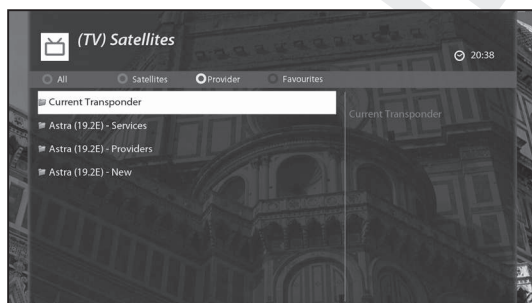 (TV) Satellites
20:38
All Satellites Provider Favourites
Current Transponder
Current Transponder
Astra (19.2E) - Services
Astra (19.2E) - Providers
Astra (19.2E) - New